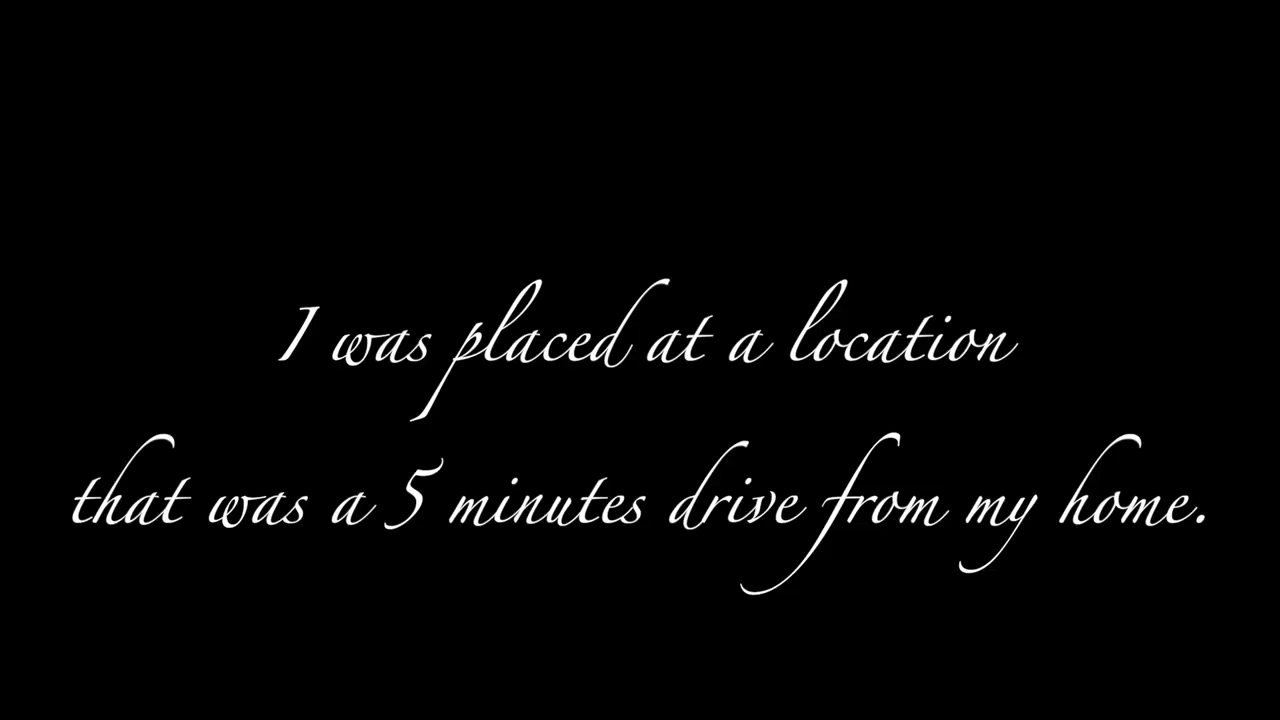 I was placed at a location
that was a 5 minutes drive from my home.